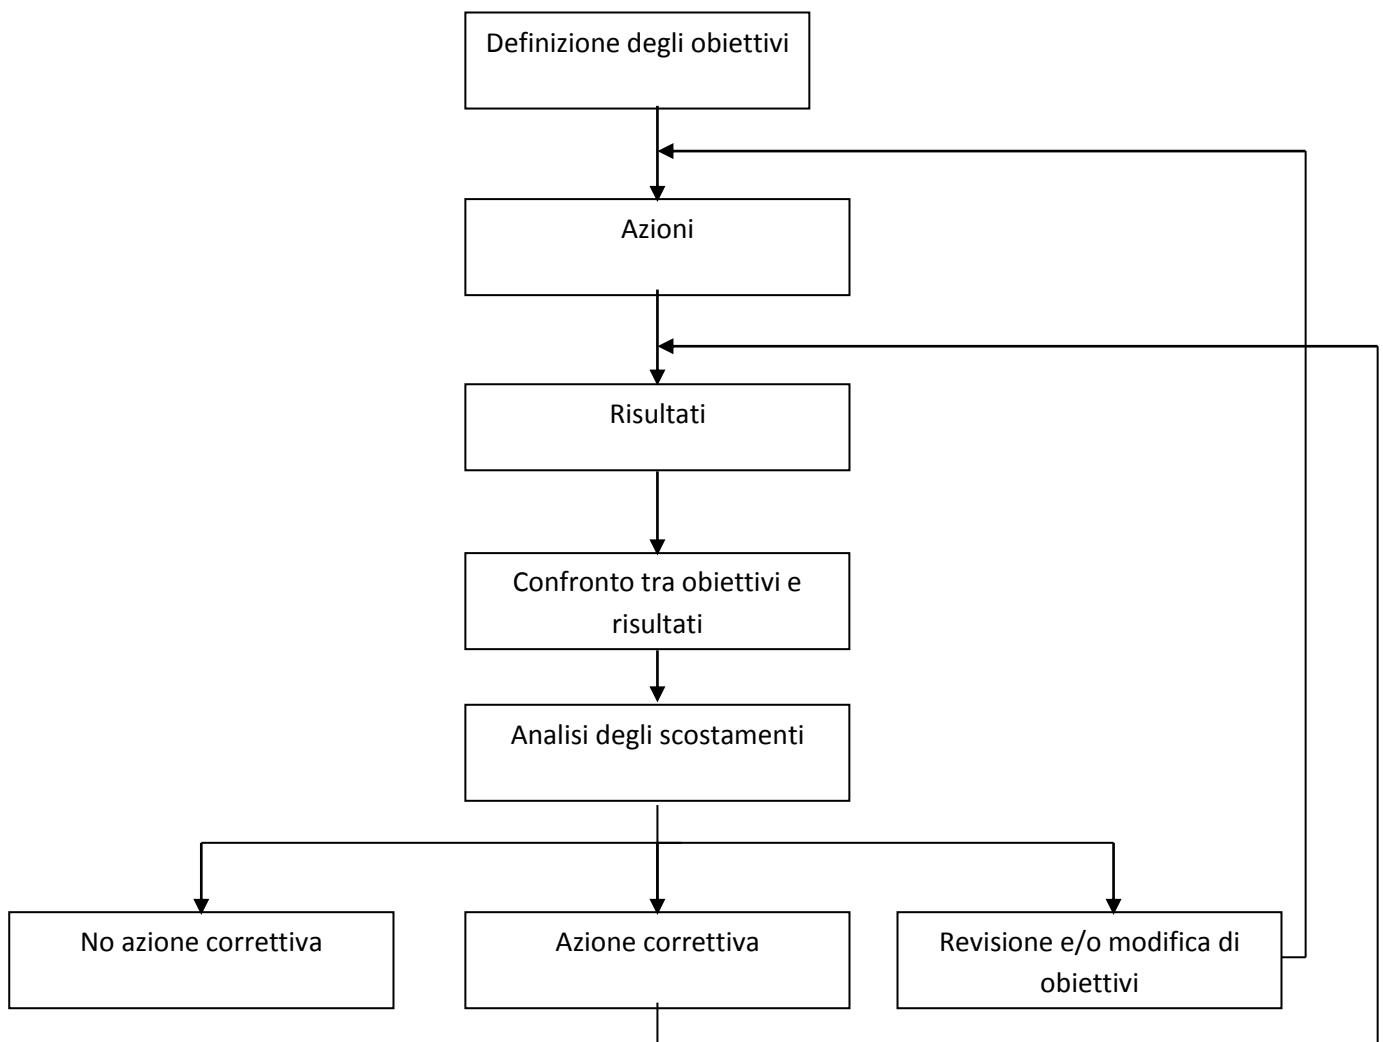 Definizione degli obiettivi
Azioni
Risultati
Confronto tra obiettivi e
risultati
Analisi degli scostamenti
No azione correttiva
Azione correttiva
Revisione e/o modifica di
obiettivi